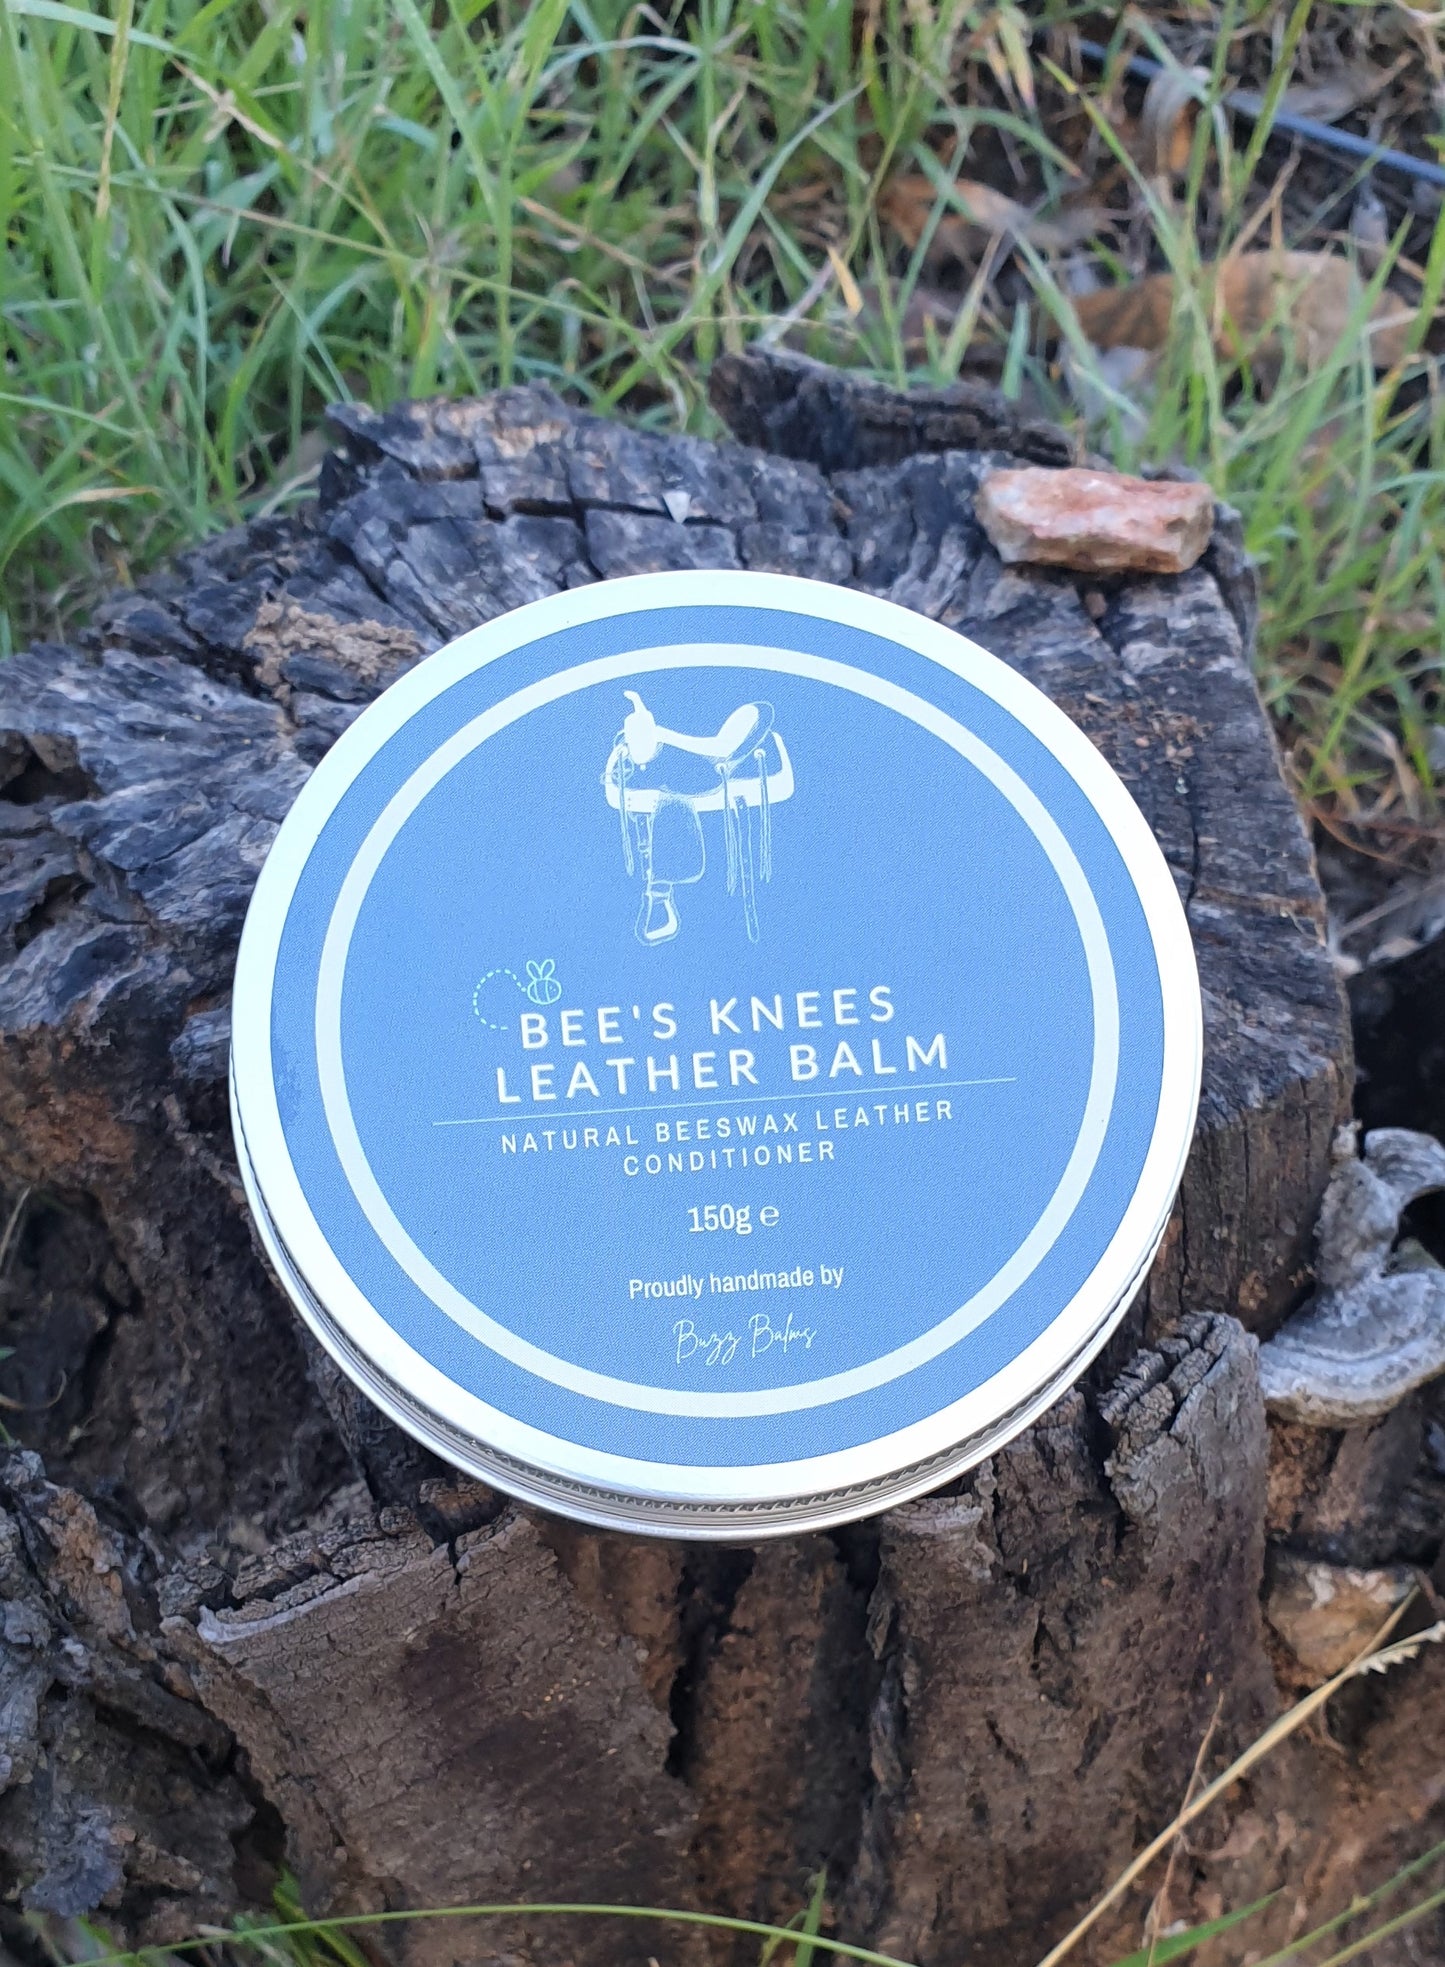 BEE'S KNEES
LEATHER BALM
NATURAL BEESWAX LEATHER
CONDITIONER
150g ℮
Proudly handmade by
Buzz Balms